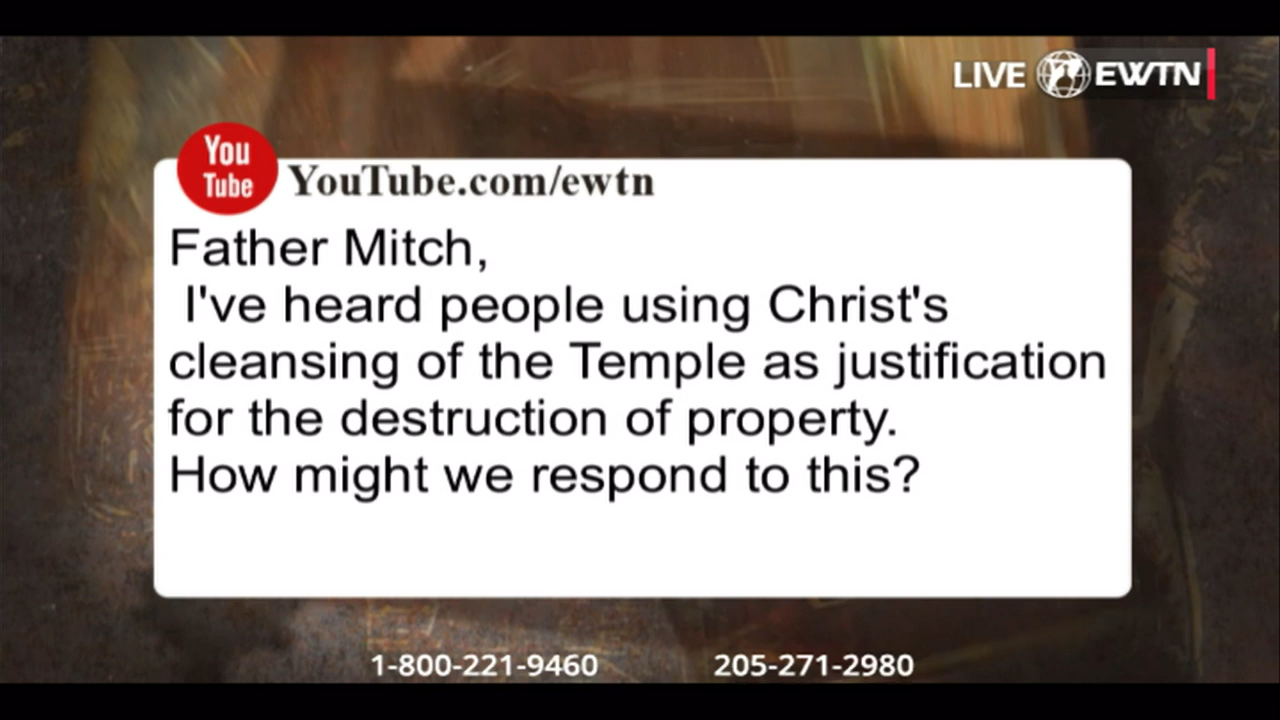 LIVE EWTN
You
Tube
YouTube.com/ewtn
Father Mitch,
I've heard people using Christ's
cleansing of the Temple as justification
for the destruction of property.
How might we respond to this?
1-800-221-9460 205-271-2980